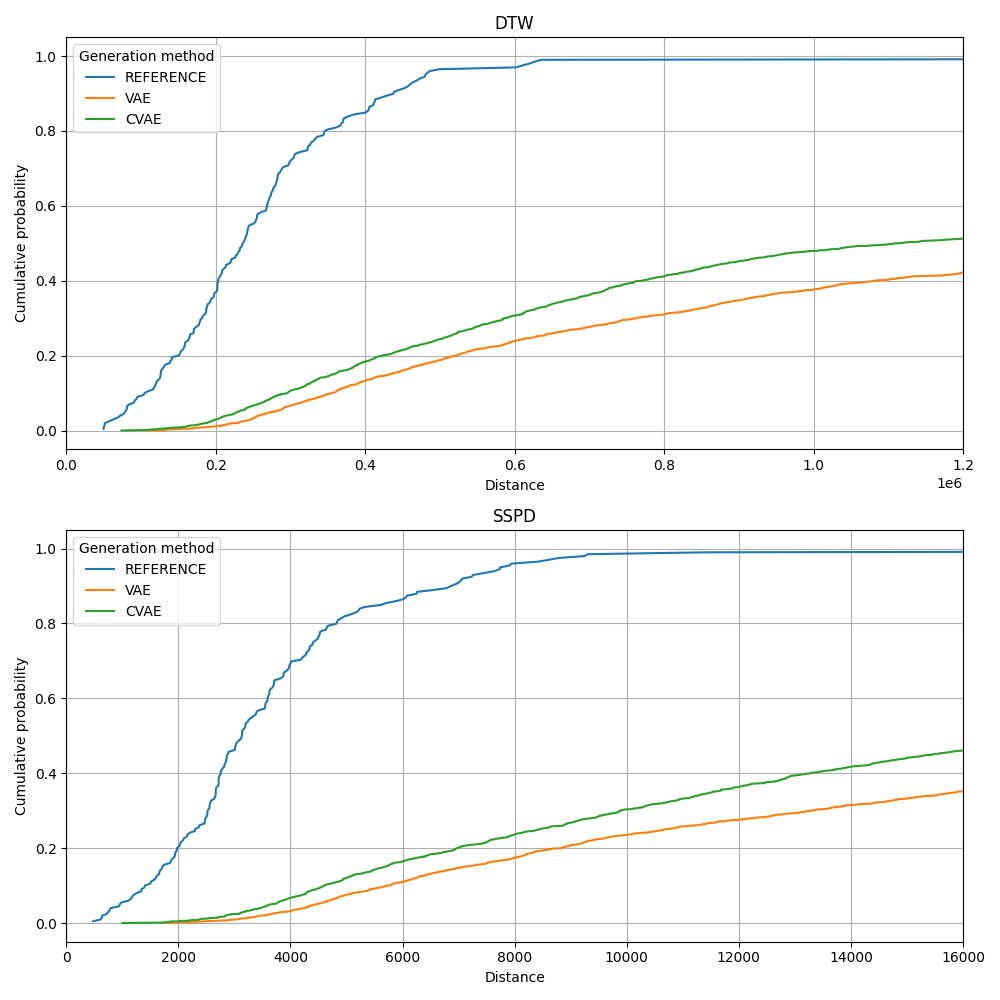 DTW
Generation method
REFERENCE
VAE
CVAE
Cumulative probability
1.0
0.8
0.6
0.4
0.2
0.0
0.0 0.2 0.4 0.6 0.8 1.0 1.2
1e6
Distance
SSPD
Generation method
REFERENCE
VAE
CVAE
Cumulative probability
1.0
0.8
0.6
0.4
0.2
0.0
0 2000 4000 6000 8000 10000 12000 14000 16000
Distance